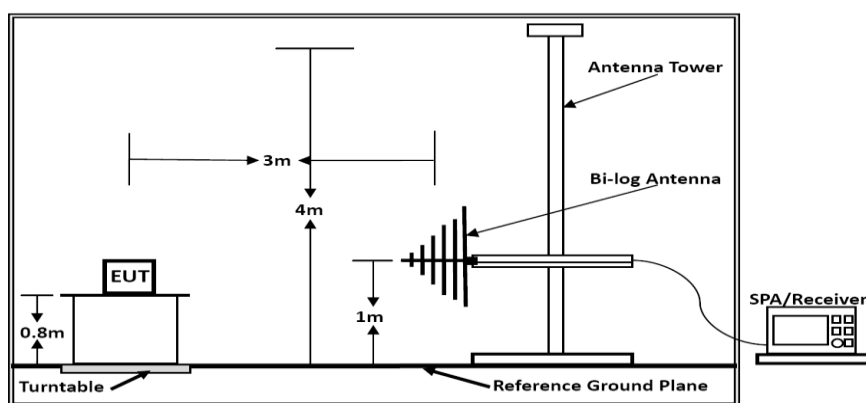 Antenna Tower
3m
Bi-log Antenna
4m
EUT
SPA/Receiver
0.8m
1m
Turntable
Reference Ground Plane